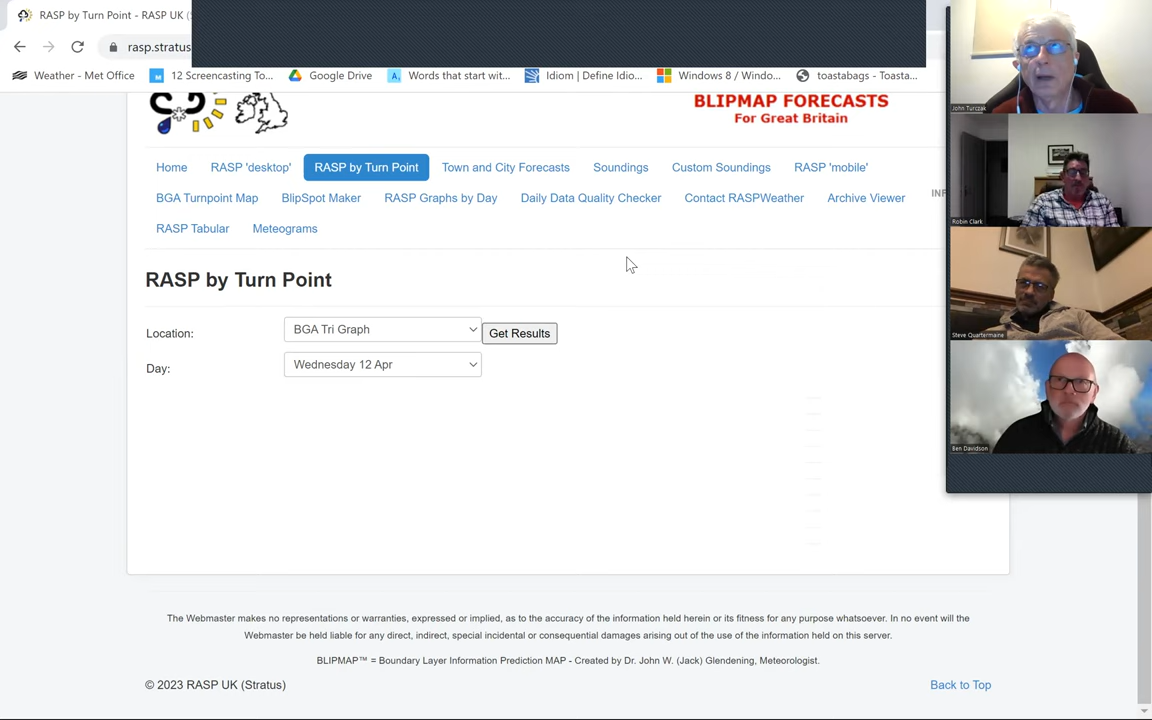 RASP by Turn Point - RASP UK (
rasp.stratus
Weather - Met Office
12 Screencasting To...
Google Drive
Words that start wit...
Idiom | Define Idio...
Windows 8 / Windo...
toastabags - Toasta...
BLIPMAP FORECASTS
For Great Britain
Home
RASP 'desktop'
RASP by Turn Point
Town and City Forecasts
Soundings
Custom Soundings
RASP 'mobile'
BGA Turnpoint Map
BlipSpot Maker
RASP Graphs by Day
Daily Data Quality Checker
Contact RASPWeather
Archive Viewer
RASP Tabular
Meteograms
RASP by Turn Point
Location:
BGA Tri Graph
Get Results
Day:
Wednesday 12 Apr
The Webmaster makes no representations or warranties, expressed or implied, as to the accuracy of the information held herein or its fitness for any purpose whatsoever. In no event will the
Webmaster be held liable for any direct, indirect, special incidental or consequential damages arising out of the use of the information held on this server.
BLIPMAP™ = Boundary Layer Information Prediction MAP - Created by Dr. John W. (Jack) Glendening, Meteorologist.
© 2023 RASP UK (Stratus)
Back to Top
John Turczak
Robin Clark
Steve Quartermaine
Ben Davidson